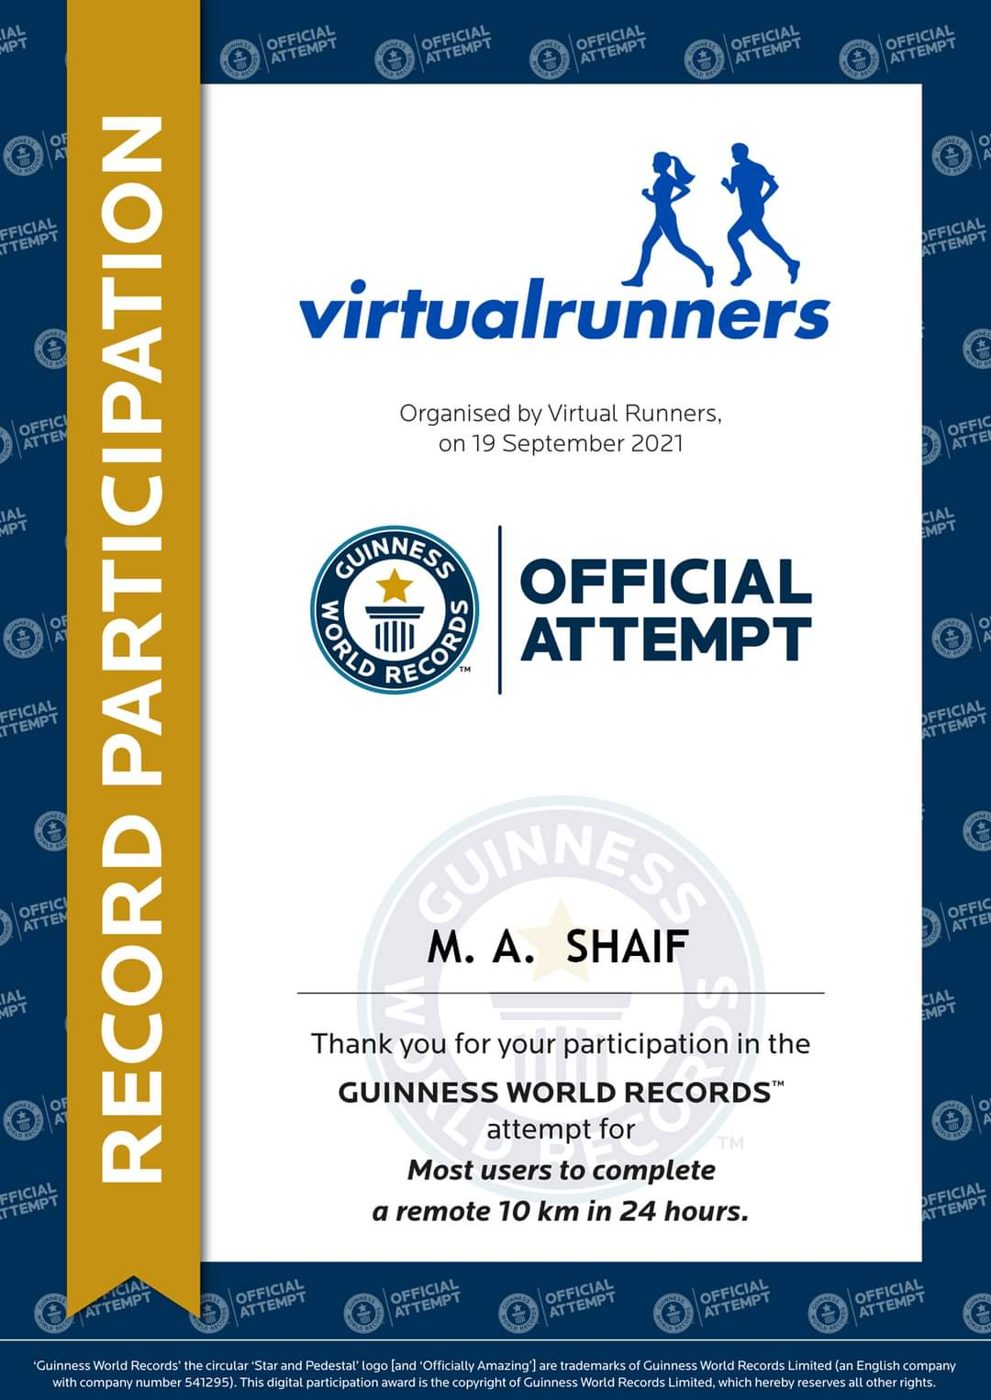 RECORD PARTICIPATION
virtualrunners
Organised by Virtual Runners,
on 19 September 2021
GUINNESS WORLD RECORDS™
OFFICIAL
ATTEMPT
GUINNESS WORLD RECORDS TM
M. A. SHAIF
Thank you for your participation in the
GUINNESS WORLD RECORDS™
attempt for
Most users to complete
a remote 10 km in 24 hours.
'Guinness World Records' the circular 'Star and Pedestal' logo [and 'Officially Amazing'] are trademarks of Guinness World Records Limited (an English company
with company number 541295). This digital participation award is the copyright of Guinness World Records Limited, which hereby reserves all other rights.